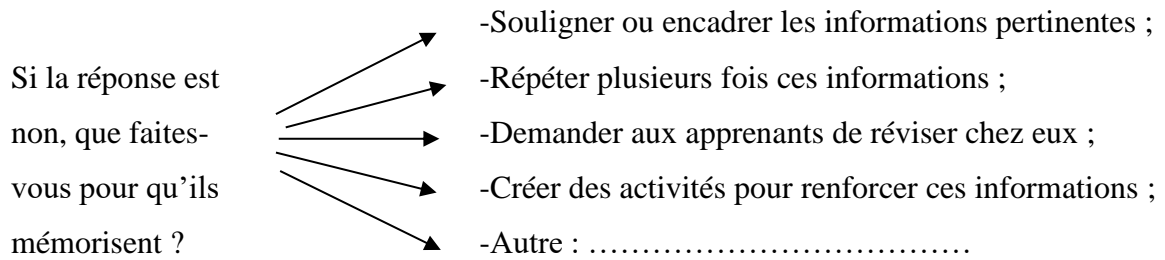 Si la réponse est
non, que faites-
vous pour qu'ils
mémorisent ?
-Souligner ou encadrer les informations pertinentes ;
-Répéter plusieurs fois ces informations ;
-Demander aux apprenants de réviser chez eux ;
-Créer des activités pour renforcer ces informations ;
-Autre : ………………………………